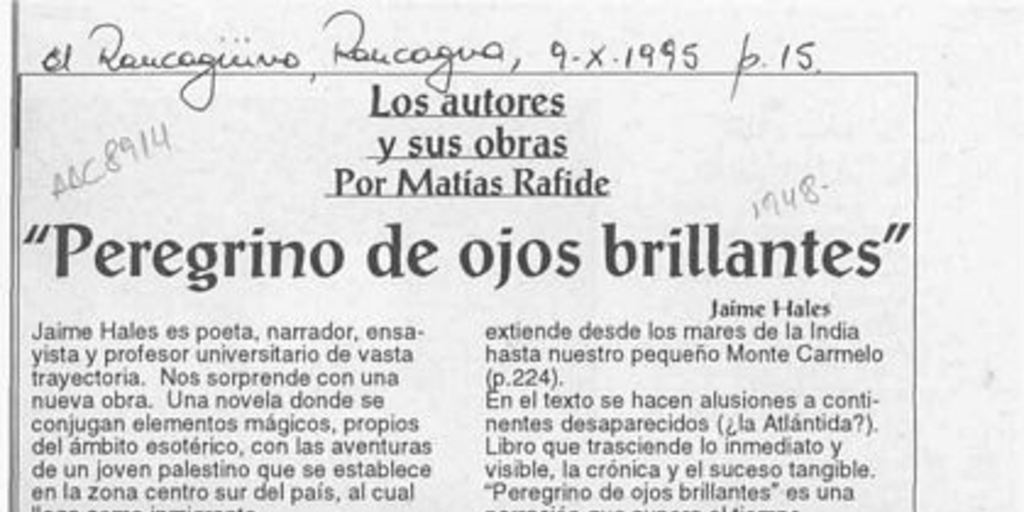 el Rancagüino, Rancagua, 9-X-1995 p. 15.
Los autores
y sus obras
Por Matías Rafide
AAC8914
1948-
“Peregrino de ojos brillantes”
Jaime Hales
Jaime Hales es poeta, narrador, ensa-
yista y profesor universitario de vasta
trayectoria. Nos sorprende con una
nueva obra. Una novela donde se
conjugan elementos mágicos, propios
del ámbito esotérico, con las aventuras
de un joven palestino que se establece
en la zona centro sur del país, al cual
extiende desde los mares de la India
hasta nuestro pequeño Monte Carmelo
(p.224).
En el texto se hacen alusiones a conti-
nentes desaparecidos (¿la Atlántida?).
Libro que trasciende lo inmediato y
visible, la crónica y el suceso tangible.
“Peregrino de ojos brillantes” es una